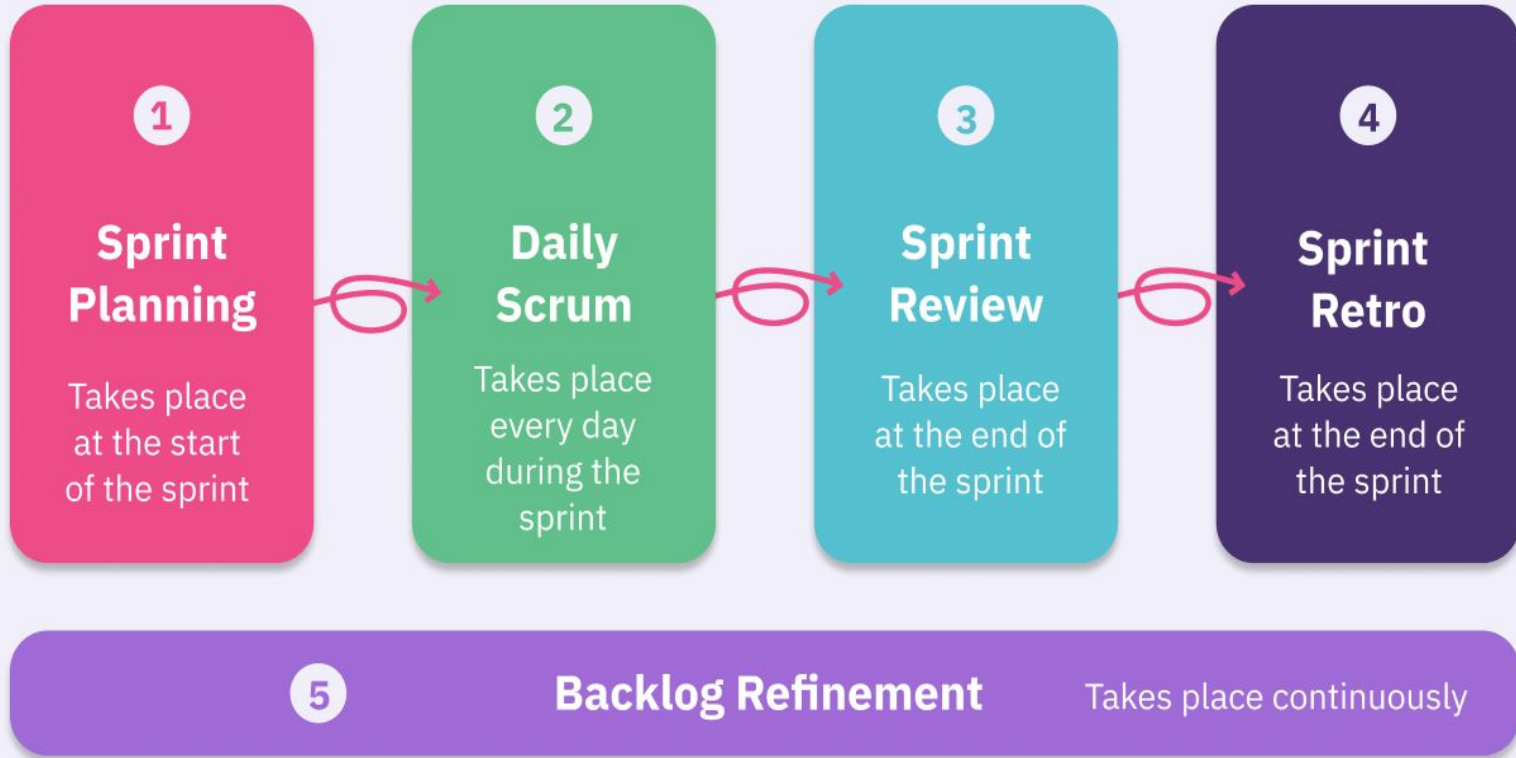 1
Sprint
Planning
Takes place
at the start
of the sprint
2
Daily
Scrum
Takes place
every day
during the
sprint
3
Sprint
Review
Takes place
at the end of
the sprint
4
Sprint
Retro
Takes place
at the end of
the sprint
5 Backlog Refinement Takes place continuously